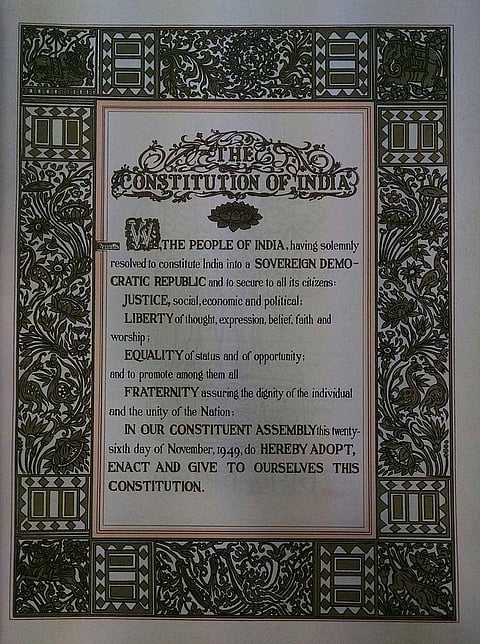 THE
CONSTITUTION OF INDIA
WE, THE PEOPLE OF INDIA, having solemnly
resolved to constitute India into a SOVEREIGN DEMO-
CRATIC REPUBLIC and to secure to all its citizens:
JUSTICE, social, economic and political;
LIBERTY of thought, expression, belief, faith and
worship;
EQUALITY of status and of opportunity;
and to promote among them all
FRATERNITY assuring the dignity of the individual
and the unity of the Nation;
IN OUR CONSTITUENT ASSEMBLY this twenty-
sixth day of November, 1949, do HEREBY ADOPT,
ENACT AND GIVE TO OURSELVES THIS
CONSTITUTION.